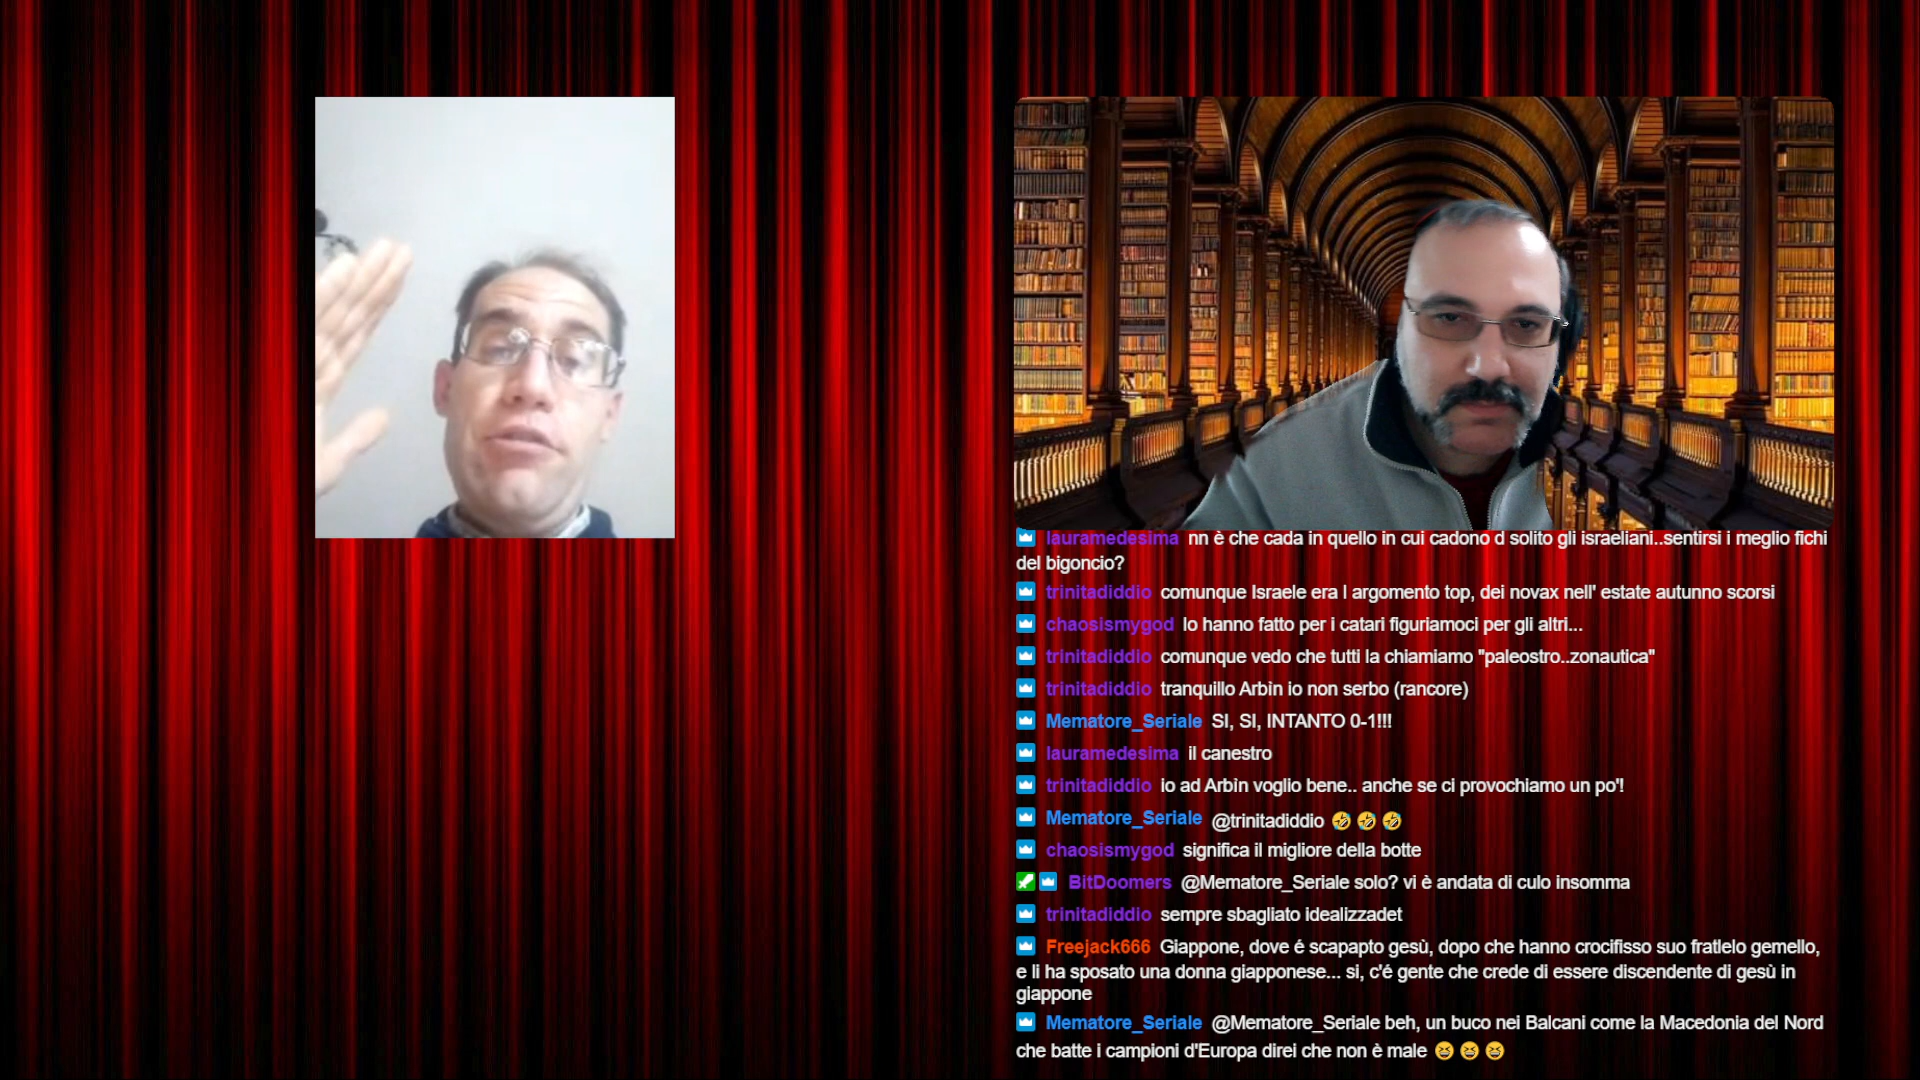 lauramedesima nn è che cada in quello in cui cadono d solito gli israeliani..sentirsi i meglio fichi
del bigoncio?
trinitadiddio comunque Israele era l argomento top, dei novax nell' estate autunno scorsi
chaosismygod lo hanno fatto per i catari figuriamoci per gli altri...
trinitadiddio comunque vedo che tutti la chiamiamo "paleostro..zonautica"
trinitadiddio tranquillo Arbìn io non serbo (rancore)
Mematore_Seriale SI, SI, INTANTO 0-1!!!
lauramedesima il canestro
trinitadiddio io ad Arbìn voglio bene.. anche se ci provochiamo un po'!
Mematore_Seriale @trinitadiddio 🤣 🤣 🤣
chaosismygod significa il migliore della botte
BitDoomers @Mematore_Seriale solo? vi è andata di culo insomma
trinitadiddio sempre sbagliato idealizzadet
Freejack666 Giappone, dove é scapapto gesù, dopo che hanno crocifisso suo fratlelo gemello,
e li ha sposato una donna giapponese... si, c'é gente che crede di essere discendente di gesù in
giappone
Mematore_Seriale @Mematore_Seriale beh, un buco nei Balcani come la Macedonia del Nord
che batte i campioni d'Europa direi che non è male 😆 😆 😆